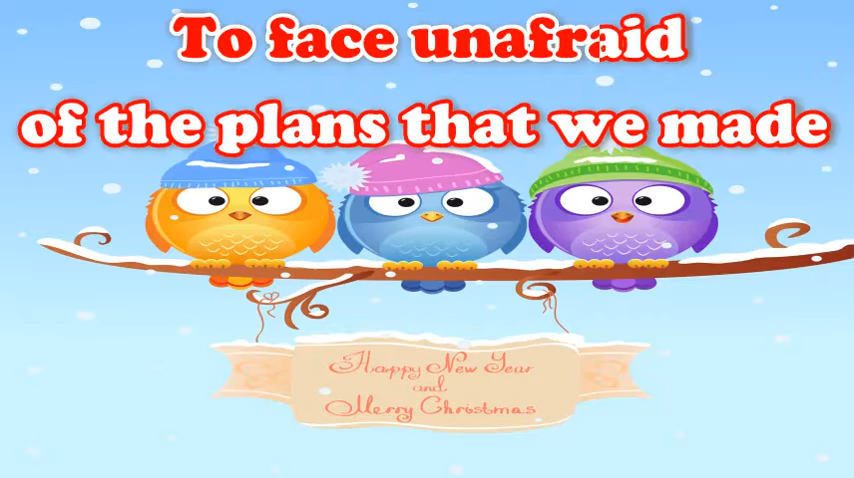 To face unafraid
of the plans that we made
Happy New Year
and
Merry Christmas